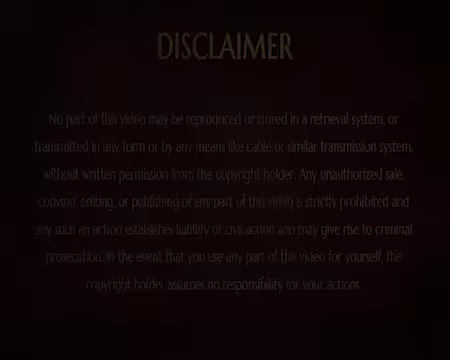 DISCLAIMER
No part of this video may be reproduced or stored in a retrieval system, or
transmitted in any form or by any means like cable or similar transmission system,
without written permission from the copyright holder. Any unauthorized sale,
copying, editing, or publishing of any part of this video is strictly prohibited and
any such an action establishes liability of civil action and may give rise to criminal
prosecution. In the event that you use any part of this video for yourself, the
copyright holder assumes no responsibility for your actions.